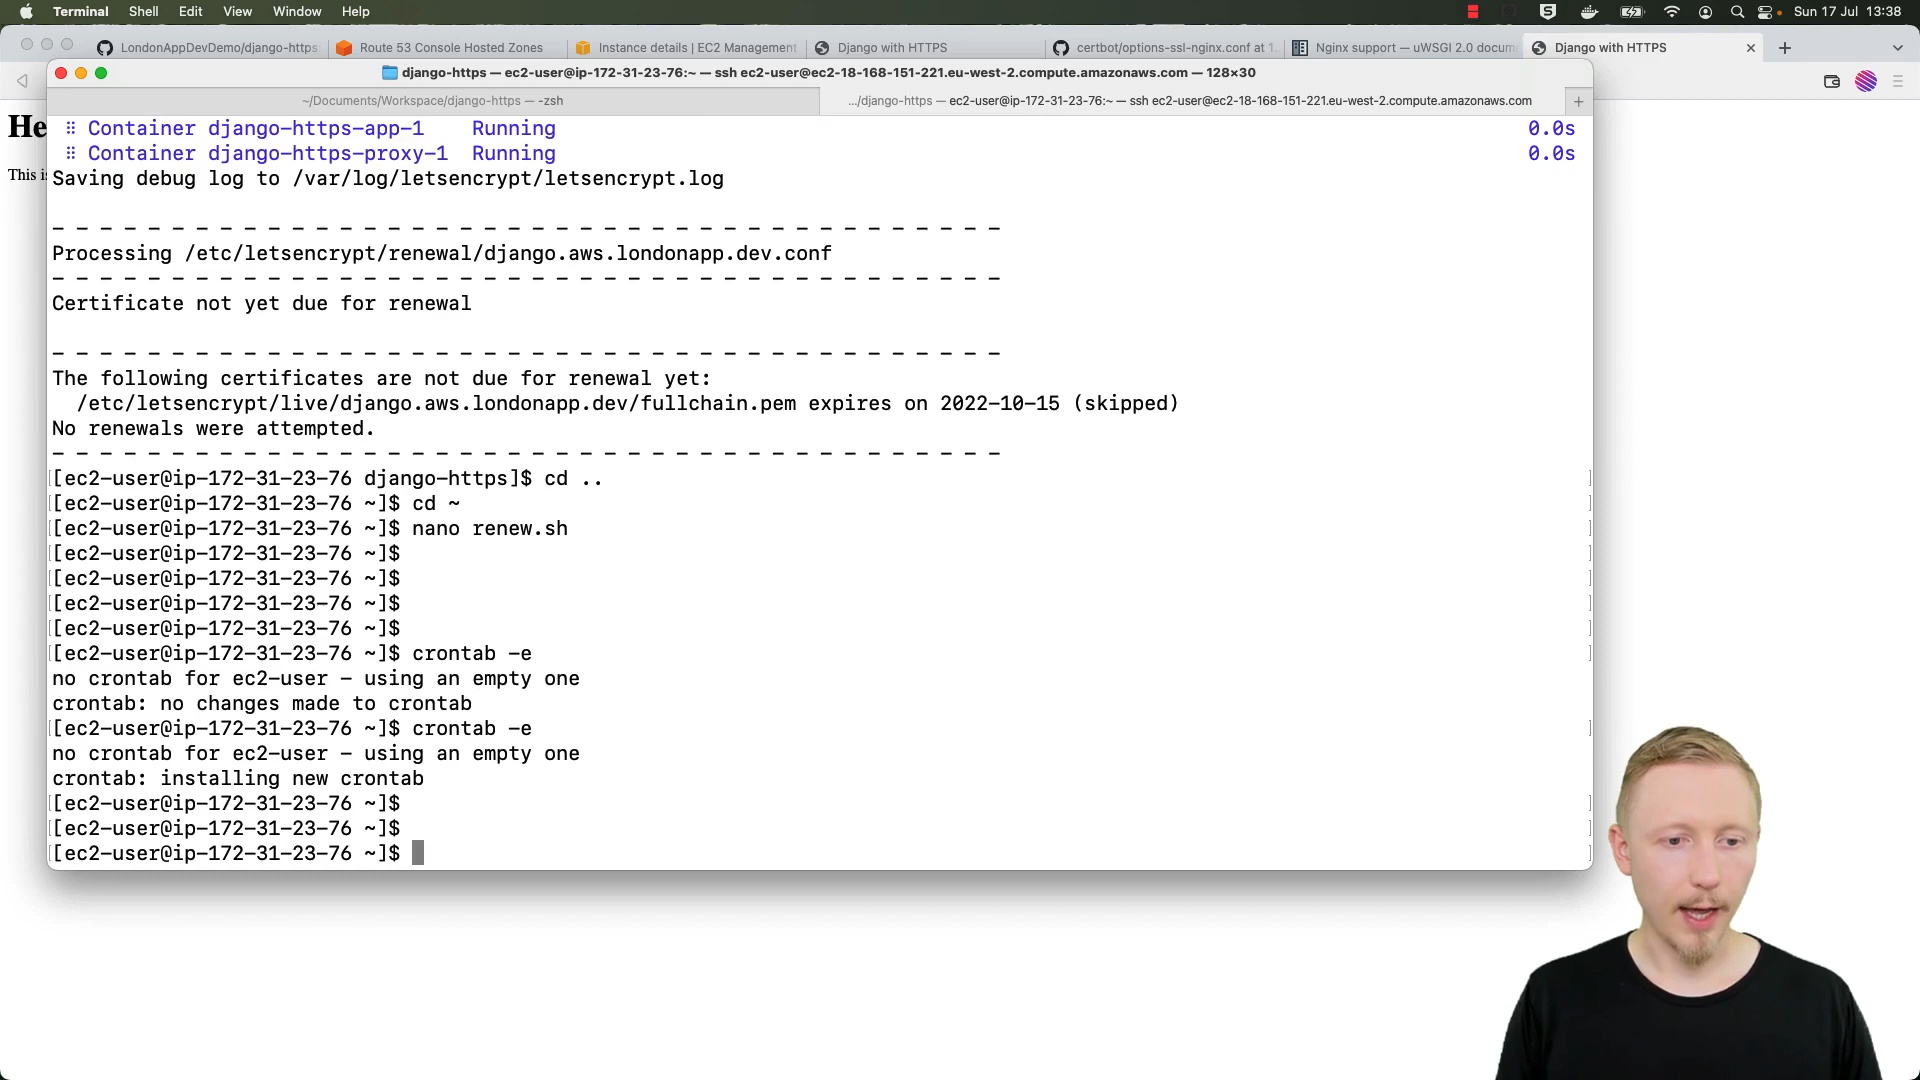 Terminal Shell Edit View Window Help Sun 17 Jul 13:38
LondonAppDevDemo/django-https: Route 53 Console Hosted Zones Instance details | EC2 Management Django with HTTPS certbot/options-ssl-nginx.conf at 1. Nginx support — uWSGI 2.0 docum Django with HTTPS
django-https — ec2-user@ip-172-31-23-76:~ — ssh ec2-user@ec2-18-168-151-221.eu-west-2.compute.amazonaws.com — 128×30
~/Documents/Workspace/django-https — -zsh
.../django-https — ec2-user@ip-172-31-23-76:~ — ssh ec2-user@ec2-18-168-151-221.eu-west-2.compute.amazonaws.com
He
This is
Container django-https-app-1 Running 0.0s
Container django-https-proxy-1 Running 0.0s
Saving debug log to /var/log/letsencrypt/letsencrypt.log
- - - - - - - - - - - - - - - - - - - - - - - - - - - - - - - - - - - - - - - -
Processing /etc/letsencrypt/renewal/django.aws.londonapp.dev.conf
- - - - - - - - - - - - - - - - - - - - - - - - - - - - - - - - - - - - - - - -
Certificate not yet due for renewal
- - - - - - - - - - - - - - - - - - - - - - - - - - - - - - - - - - - - - - - -
The following certificates are not due for renewal yet:
/etc/letsencrypt/live/django.aws.londonapp.dev/fullchain.pem expires on 2022-10-15 (skipped)
No renewals were attempted.
- - - - - - - - - - - - - - - - - - - - - - - - - - - - - - - - - - - - - - - -
[ec2-user@ip-172-31-23-76 django-https]$ cd ..
[ec2-user@ip-172-31-23-76 ~]$ cd ~
[ec2-user@ip-172-31-23-76 ~]$ nano renew.sh
[ec2-user@ip-172-31-23-76 ~]$
[ec2-user@ip-172-31-23-76 ~]$
[ec2-user@ip-172-31-23-76 ~]$
[ec2-user@ip-172-31-23-76 ~]$
[ec2-user@ip-172-31-23-76 ~]$ crontab -e
no crontab for ec2-user - using an empty one
crontab: no changes made to crontab
[ec2-user@ip-172-31-23-76 ~]$ crontab -e
no crontab for ec2-user - using an empty one
crontab: installing new crontab
[ec2-user@ip-172-31-23-76 ~]$
[ec2-user@ip-172-31-23-76 ~]$
[ec2-user@ip-172-31-23-76 ~]$